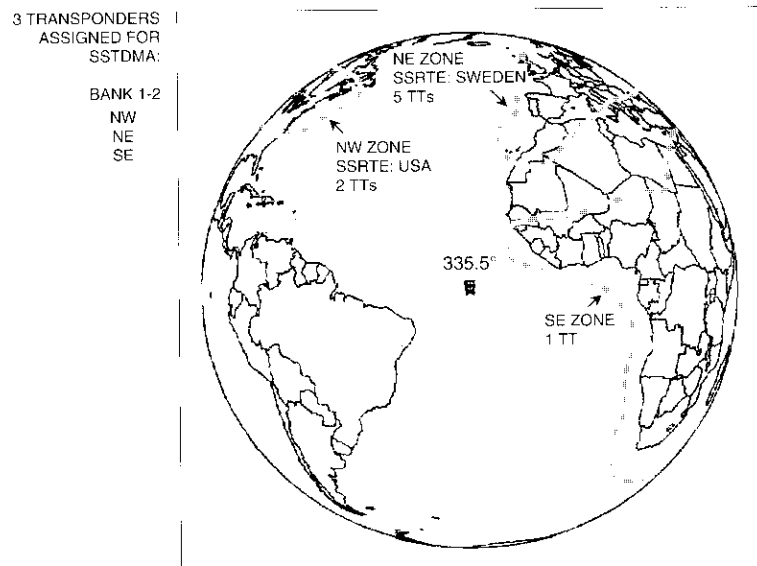 3 TRANSPONDERS
ASSIGNED FOR
SSTDMA:
BANK 1-2
NW
NE
SE
NE ZONE
SSRTE: SWEDEN
5 TTs
NW ZONE
SSRTE: USA
2 TTs
335.5°
SE ZONE
1 TT